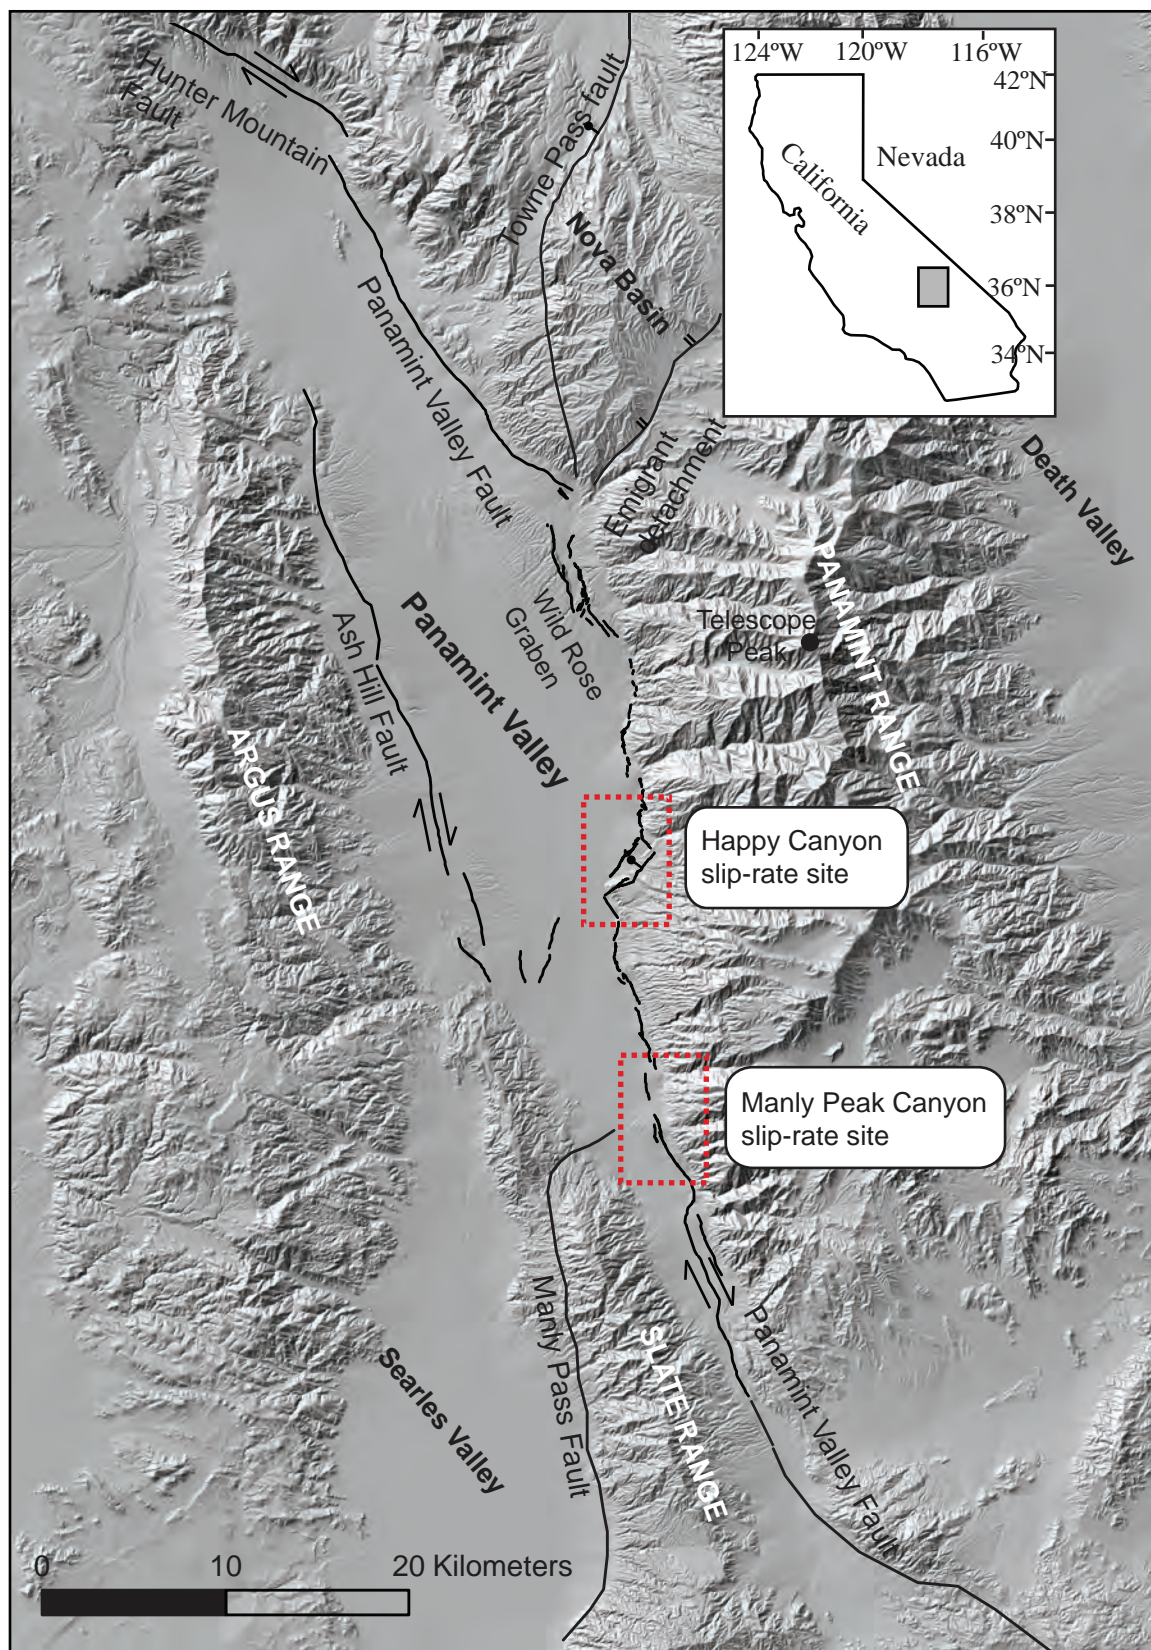 124ºW 120ºW 116ºW
42ºN
40ºN
38ºN
36ºN
34ºN
Nevada
California
Hunter Mountain
Fault
Towne Pass fault
Nova Basin
Panamint Valley Fault
Emigrant
detachment
Death Valley
Wild Rose
Graben
Telescope
Peak
PANAMINT RANGE
Panamint Valley
Ash Hill Fault
ARGUS RANGE
Happy Canyon
slip-rate site
Manly Peak Canyon
slip-rate site
Manly Pass Fault
SLATE RANGE
Panamint Valley Fault
Searles Valley
0 10 20 Kilometers